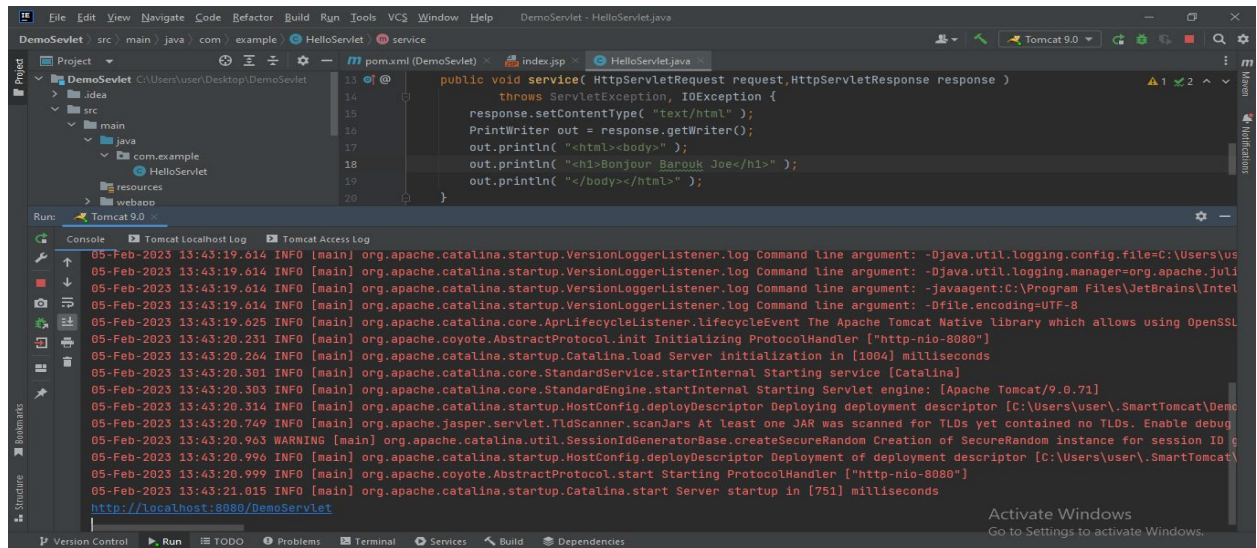 File Edit View Navigate Code Refactor Build Run Tools VCS Window Help DemoServlet - HelloServlet.java
DemoSevlet src main java com example HelloServlet service Tomcat 9.0
Project
Project
pom.xml (DemoSevlet) index.jsp HelloServlet.java
DemoSevlet C:\Users\user\Desktop\DemoSevlet
.idea
src
main
java
com.example
HelloServlet
resources
webapp
13 public void service( HttpServletRequest request,HttpServletResponse response )
14 throws ServletException, IOException {
15 response.setContentType( "text/html" );
16 PrintWriter out = response.getWriter();
17 out.println( "<html><body>" );
18 out.println( "<h1>Bonjour Barouk Joe</h1>" );
19 out.println( "</body></html>" );
20 }
1 2
Maven
Notifications
Run: Tomcat 9.0
Console Tomcat Localhost Log Tomcat Access Log
05-Feb-2023 13:43:19.614 INFO [main] org.apache.catalina.startup.VersionLoggerListener.log Command line argument: -Djava.util.logging.config.file=C:\Users\us
05-Feb-2023 13:43:19.614 INFO [main] org.apache.catalina.startup.VersionLoggerListener.log Command line argument: -Djava.util.logging.manager=org.apache.juli
05-Feb-2023 13:43:19.614 INFO [main] org.apache.catalina.startup.VersionLoggerListener.log Command line argument: -javaagent:C:\Program Files\JetBrains\Intel
05-Feb-2023 13:43:19.614 INFO [main] org.apache.catalina.startup.VersionLoggerListener.log Command line argument: -Dfile.encoding=UTF-8
05-Feb-2023 13:43:19.625 INFO [main] org.apache.catalina.core.AprLifecycleListener.lifecycleEvent The Apache Tomcat Native library which allows using OpenSSL
05-Feb-2023 13:43:20.231 INFO [main] org.apache.coyote.AbstractProtocol.init Initializing ProtocolHandler ["http-nio-8080"]
05-Feb-2023 13:43:20.264 INFO [main] org.apache.catalina.startup.Catalina.load Server initialization in [1004] milliseconds
05-Feb-2023 13:43:20.301 INFO [main] org.apache.catalina.core.StandardService.startInternal Starting service [Catalina]
05-Feb-2023 13:43:20.303 INFO [main] org.apache.catalina.core.StandardEngine.startInternal Starting Servlet engine: [Apache Tomcat/9.0.71]
05-Feb-2023 13:43:20.314 INFO [main] org.apache.catalina.startup.HostConfig.deployDescriptor Deploying deployment descriptor [C:\Users\user\.SmartTomcat\Demo
05-Feb-2023 13:43:20.749 INFO [main] org.apache.jasper.servlet.TldScanner.scanJars At least one JAR was scanned for TLDs yet contained no TLDs. Enable debug
05-Feb-2023 13:43:20.963 WARNING [main] org.apache.catalina.util.SessionIdGeneratorBase.createSecureRandom Creation of SecureRandom instance for session ID g
05-Feb-2023 13:43:20.996 INFO [main] org.apache.catalina.startup.HostConfig.deployDescriptor Deployment of deployment descriptor [C:\Users\user\.SmartTomcat\
05-Feb-2023 13:43:20.999 INFO [main] org.apache.coyote.AbstractProtocol.start Starting ProtocolHandler ["http-nio-8080"]
05-Feb-2023 13:43:21.015 INFO [main] org.apache.catalina.startup.Catalina.start Server startup in [751] milliseconds
http://localhost:8080/DemoServlet
Bookmarks
Structure
Activate Windows
Go to Settings to activate Windows.
Version Control Run TODO Problems Terminal Services Build Dependencies